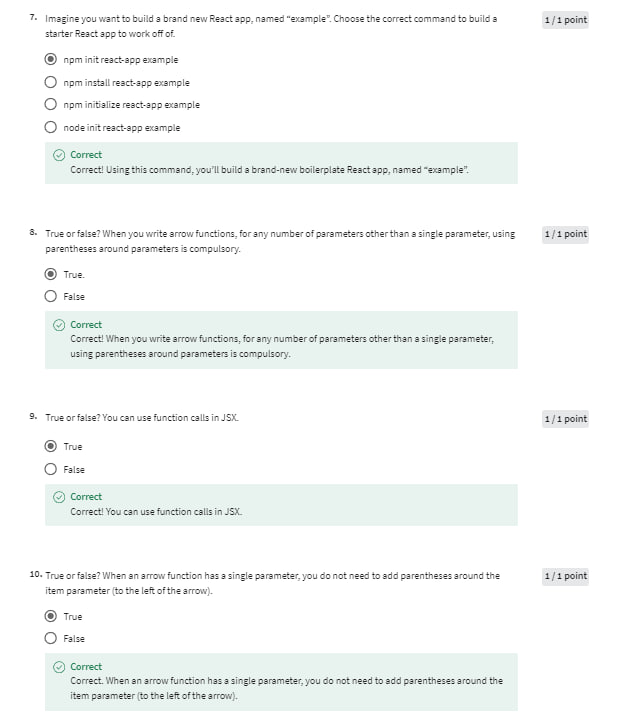 7. Imagine you want to build a brand new React app, named “example”. Choose the correct command to build a
1 / 1 point
starter React app to work off of.
npm init react-app example
npm install react-app example
npm initialize react-app example
node init react-app example
Correct
Correct! Using this command, you’ll build a brand-new boilerplate React app, named “example”.
8. True or false? When you write arrow functions, for any number of parameters other than a single parameter, using
1 / 1 point
parentheses around parameters is compulsory.
True.
False
Correct
Correct! When you write arrow functions, for any number of parameters other than a single parameter,
using parentheses around parameters is compulsory.
9. True or false? You can use function calls in JSX.
1 / 1 point
True
False
Correct
Correct! You can use function calls in JSX.
10. True or false? When an arrow function has a single parameter, you do not need to add parentheses around the
1 / 1 point
item parameter (to the left of the arrow).
True
False
Correct
Correct. When an arrow function has a single parameter, you do not need to add parentheses around the
item parameter (to the left of the arrow).